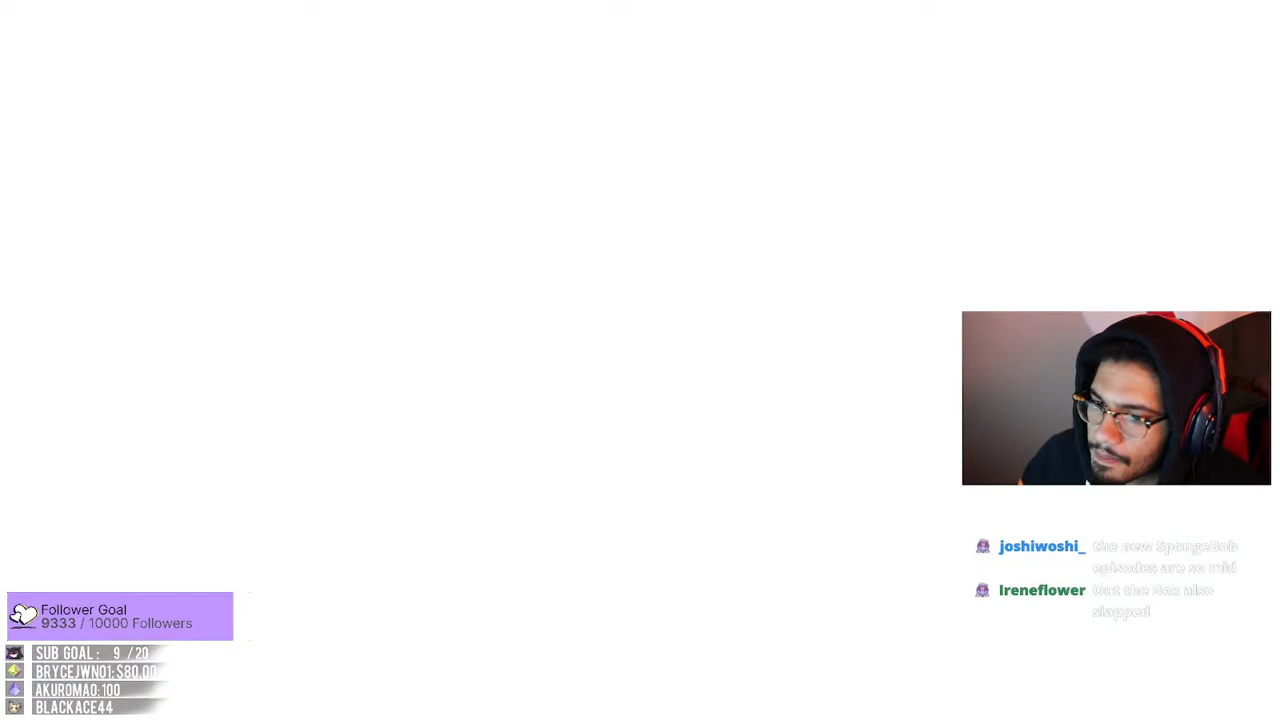 joshiwoshi_ the new SpongeBob
episodes are so mid
Ireneflower Out the Box also
slapped
Follower Goal
9333 / 10000 Followers
SUB GOAL: 9 /20
BRYCEJWN01:$80.00
AKUROMA0:100
BLACKACE44